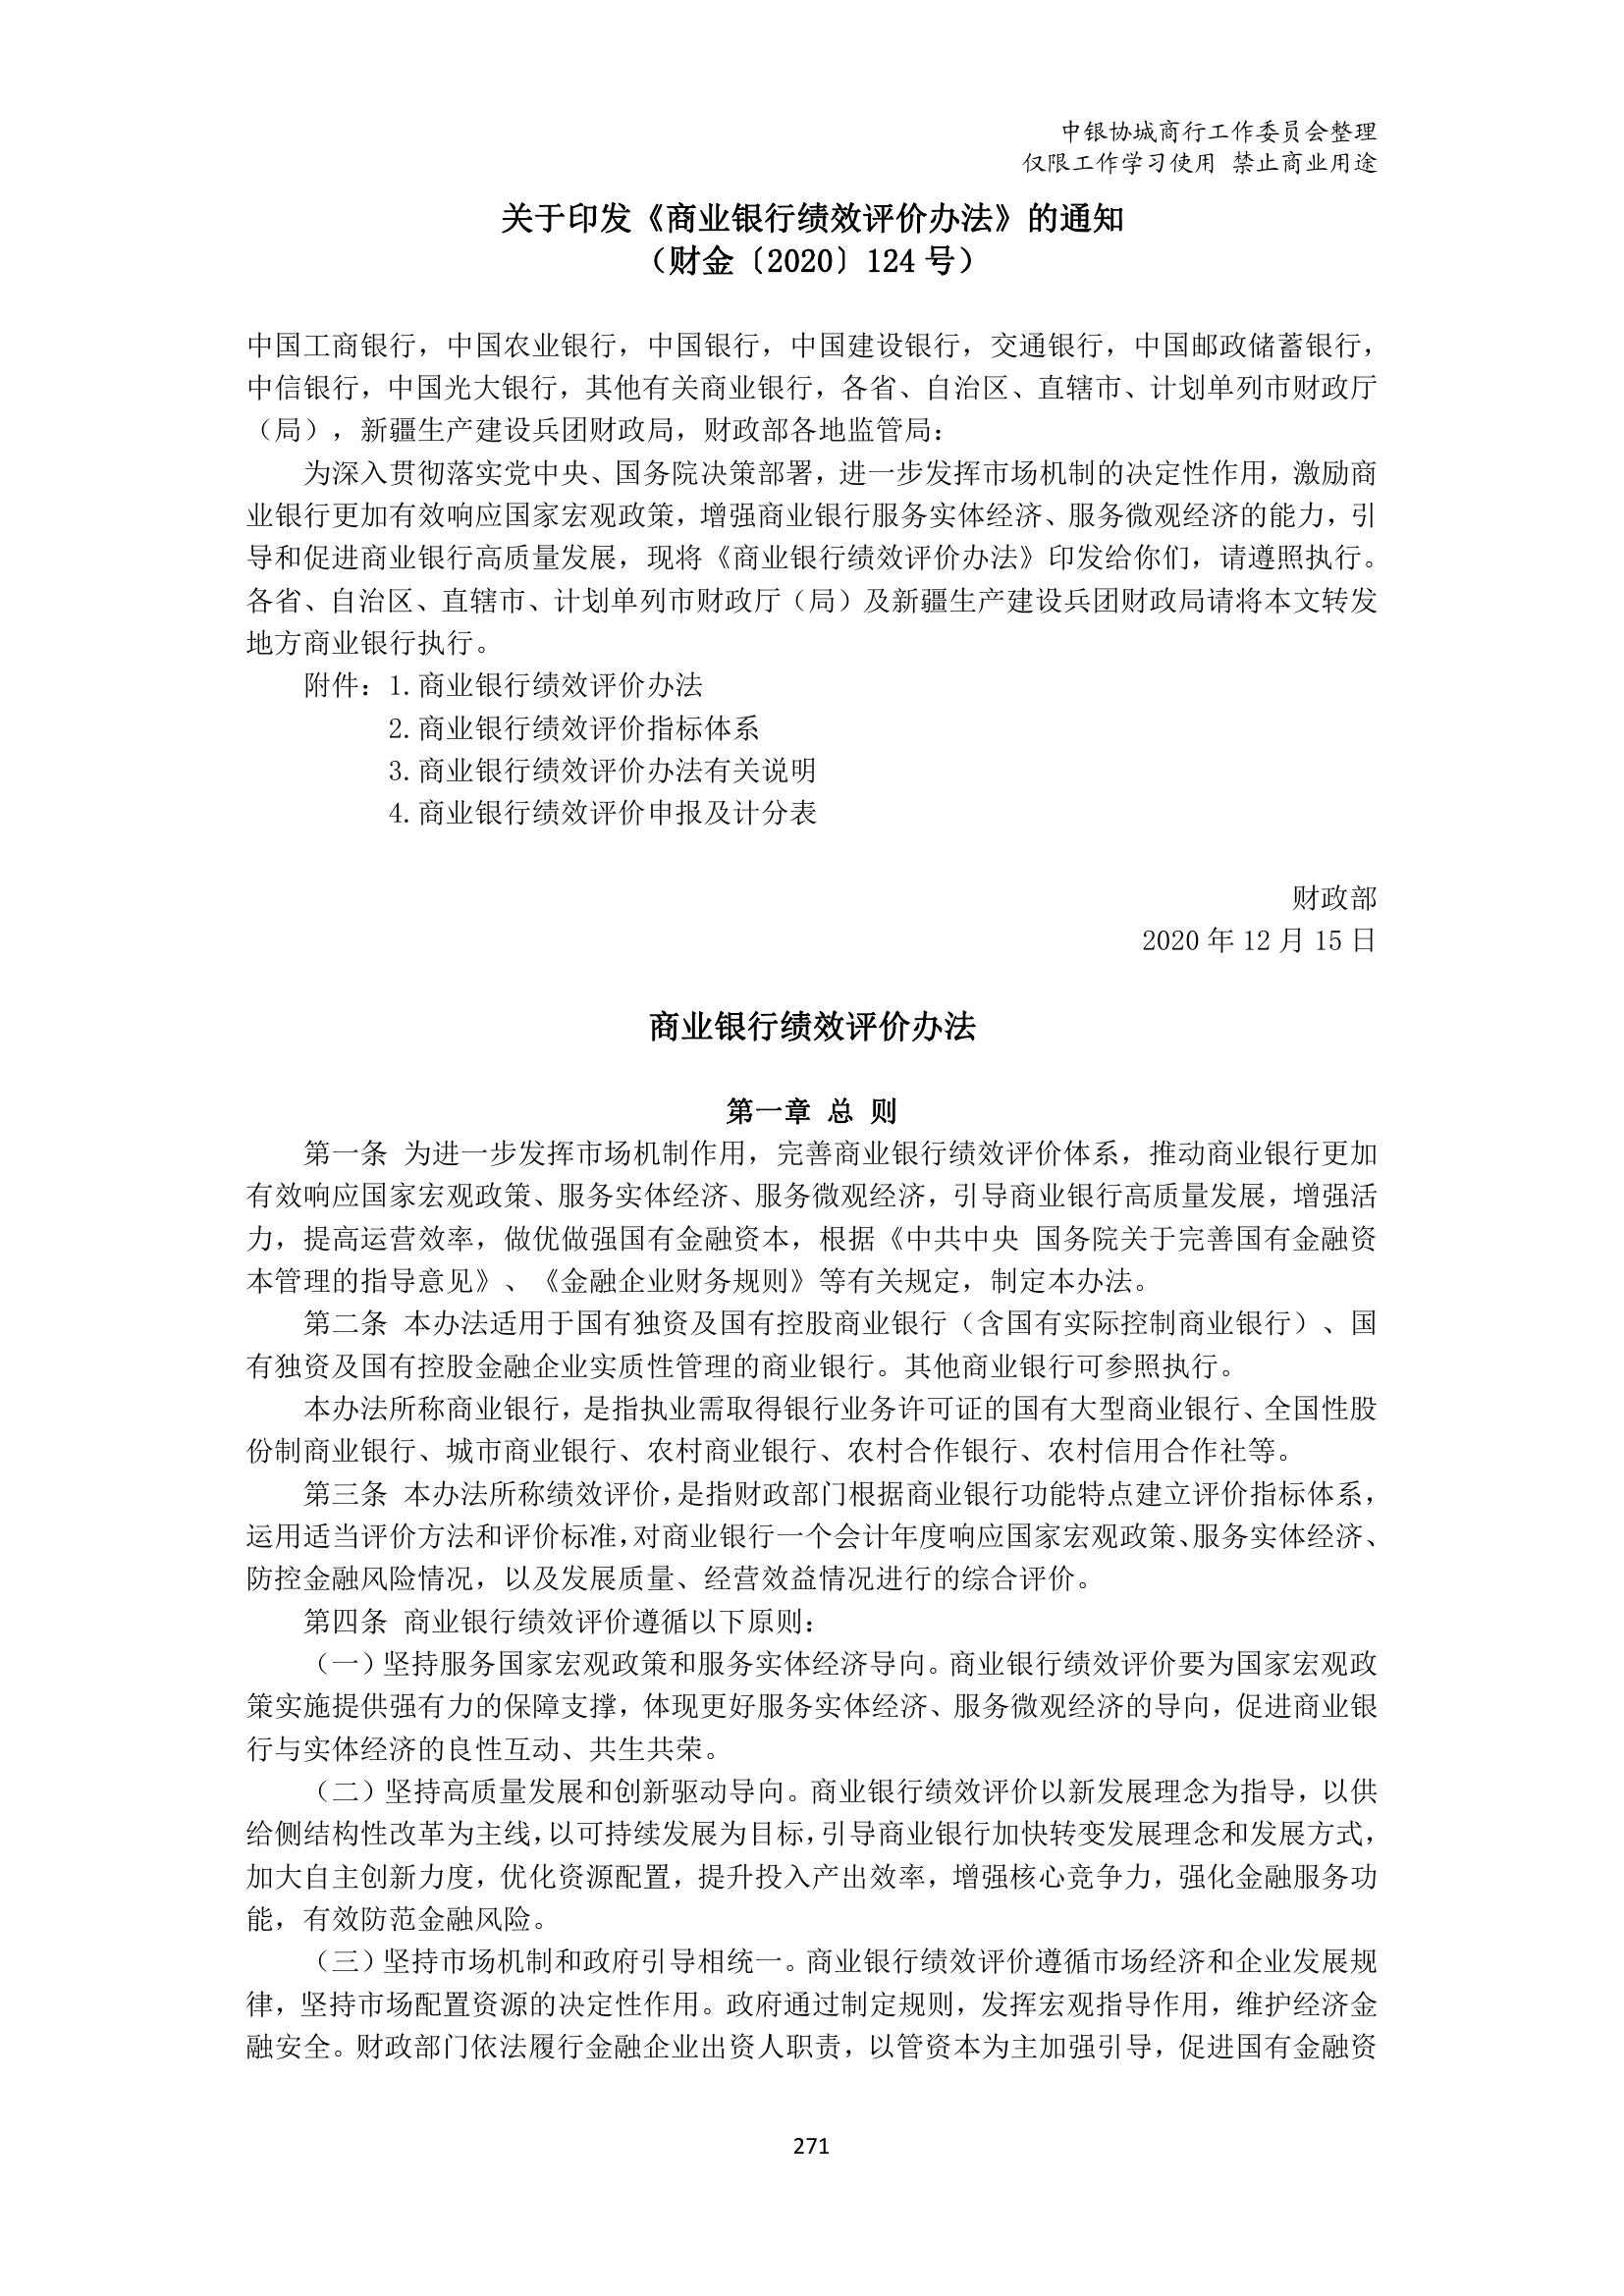 中银协城商行工作委员会整理
仅限工作学习使用 禁止商业用途
关于印发《商业银行绩效评价办法》的通知
（财金〔2020〕124 号）
中国工商银行，中国农业银行，中国银行，中国建设银行，交通银行，中国邮政储蓄银行，
中信银行，中国光大银行，其他有关商业银行，各省、自治区、直辖市、计划单列市财政厅
（局），新疆生产建设兵团财政局，财政部各地监管局：
为深入贯彻落实党中央、国务院决策部署，进一步发挥市场机制的决定性作用，激励商
业银行更加有效响应国家宏观政策，增强商业银行服务实体经济、服务微观经济的能力，引
导和促进商业银行高质量发展，现将《商业银行绩效评价办法》印发给你们，请遵照执行。
各省、自治区、直辖市、计划单列市财政厅（局）及新疆生产建设兵团财政局请将本文转发
地方商业银行执行。
附件：1.商业银行绩效评价办法
2.商业银行绩效评价指标体系
3.商业银行绩效评价办法有关说明
4.商业银行绩效评价申报及计分表
财政部
2020 年 12 月 15 日
商业银行绩效评价办法
第一章 总 则
第一条 为进一步发挥市场机制作用，完善商业银行绩效评价体系，推动商业银行更加
有效响应国家宏观政策、服务实体经济、服务微观经济，引导商业银行高质量发展，增强活
力，提高运营效率，做优做强国有金融资本，根据《中共中央 国务院关于完善国有金融资
本管理的指导意见》、《金融企业财务规则》等有关规定，制定本办法。
第二条 本办法适用于国有独资及国有控股商业银行（含国有实际控制商业银行）、国
有独资及国有控股金融企业实质性管理的商业银行。其他商业银行可参照执行。
本办法所称商业银行，是指执业需取得银行业务许可证的国有大型商业银行、全国性股
份制商业银行、城市商业银行、农村商业银行、农村合作银行、农村信用合作社等。
第三条 本办法所称绩效评价，是指财政部门根据商业银行功能特点建立评价指标体系，
运用适当评价方法和评价标准，对商业银行一个会计年度响应国家宏观政策、服务实体经济、
防控金融风险情况，以及发展质量、经营效益情况进行的综合评价。
第四条 商业银行绩效评价遵循以下原则：
（一）坚持服务国家宏观政策和服务实体经济导向。商业银行绩效评价要为国家宏观政
策实施提供强有力的保障支撑，体现更好服务实体经济、服务微观经济的导向，促进商业银
行与实体经济的良性互动、共生共荣。
（二）坚持高质量发展和创新驱动导向。商业银行绩效评价以新发展理念为指导，以供
给侧结构性改革为主线，以可持续发展为目标，引导商业银行加快转变发展理念和发展方式，
加大自主创新力度，优化资源配置，提升投入产出效率，增强核心竞争力，强化金融服务功
能，有效防范金融风险。
（三）坚持市场机制和政府引导相统一。商业银行绩效评价遵循市场经济和企业发展规
律，坚持市场配置资源的决定性作用。政府通过制定规则，发挥宏观指导作用，维护经济金
融安全。财政部门依法履行金融企业出资人职责，以管资本为主加强引导，促进国有金融资
271